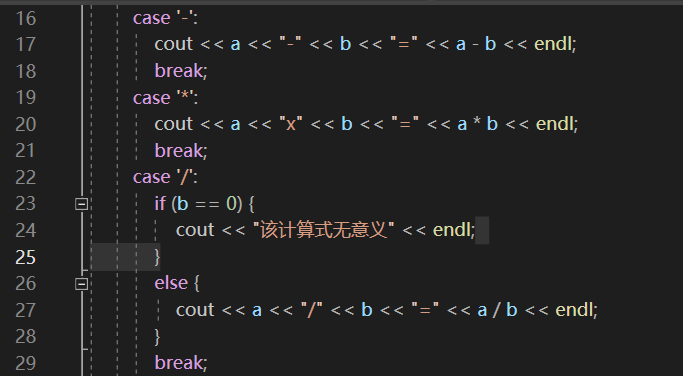 16 case '-':
17 cout << a << "-" << b << "=" << a - b << endl;
18 break;
19 case '*':
20 cout << a << "x" << b << "=" << a * b << endl;
21 break;
22 case '/':
23 if (b == 0) {
24 cout << "该计算式无意义" << endl;
25 }
26 else {
27 cout << a << "/" << b << "=" << a / b << endl;
28 }
29 break;